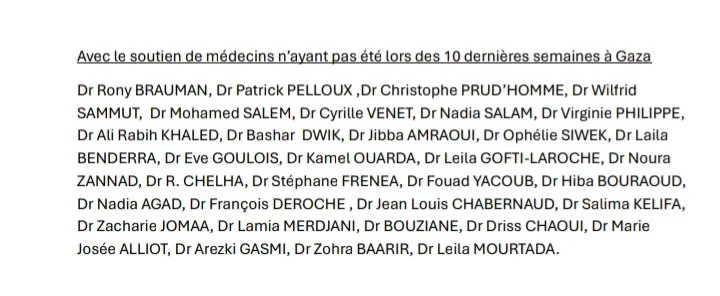 Avec le soutien de médecins n’ayant pas été lors des 10 dernières semaines à Gaza
Dr Rony BRAUMAN, Dr Patrick PELLOUX ,Dr Christophe PRUD’HOMME, Dr Wilfrid
SAMMUT,  Dr Mohamed SALEM, Dr Cyrille VENET, Dr Nadia SALAM, Dr Virginie PHILIPPE,
Dr Ali Rabih KHALED, Dr Bashar  DWIK, Dr Jibba AMRAOUI, Dr Ophélie SIWEK, Dr Laila
BENDERRA, Dr Eve GOULOIS, Dr Kamel OUARDA, Dr Leila GOFTI-LAROCHE, Dr Noura
ZANNAD, Dr R. CHELHA, Dr Stéphane FRENEA, Dr Fouad YACOUB, Dr Hiba BOURAOUD,
Dr Nadia AGAD, Dr François DEROCHE , Dr Jean Louis CHABERNAUD, Dr Salima KELIFA,
Dr Zacharie JOMAA, Dr Lamia MERDJANI, Dr BOUZIANE, Dr Driss CHAOUI, Dr Marie
Josée ALLIOT, Dr Arezki GASMI, Dr Zohra BAARIR, Dr Leila MOURTADA.